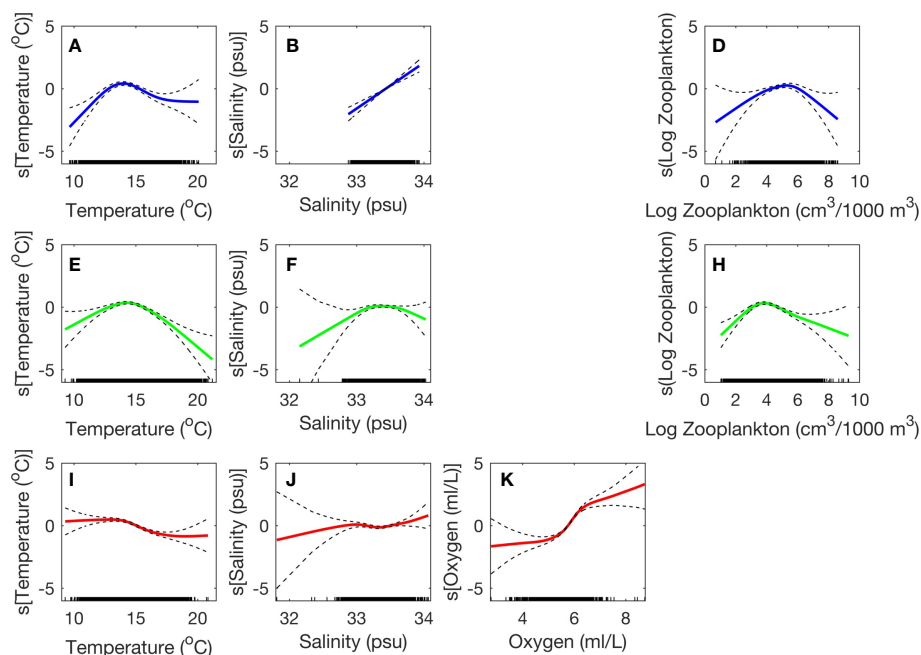 A
s[Temperature (°C)]
5
0
-5
10
15
20
Temperature (°C)
B
s[Salinity (psu)]
5
0
-5
32
33
34
Salinity (psu)
D
s(Log Zooplankton)
5
0
-5
0
2
4
6
8
10
Log Zooplankton (cm³/1000 m³)
E
s[Temperature (°C)]
5
0
-5
10
15
20
Temperature (°C)
F
s[Salinity (psu)]
5
0
-5
32
33
34
Salinity (psu)
H
s(Log Zooplankton)
5
0
-5
0
2
4
6
8
10
Log Zooplankton (cm³/1000 m³)
I
s[Temperature (°C)]
5
0
-5
10
15
20
Temperature (°C)
J
s[Salinity (psu)]
5
0
-5
32
33
34
Salinity (psu)
K
s[Oxygen (ml/L)]
5
0
-5
4
6
8
Oxygen (ml/L)